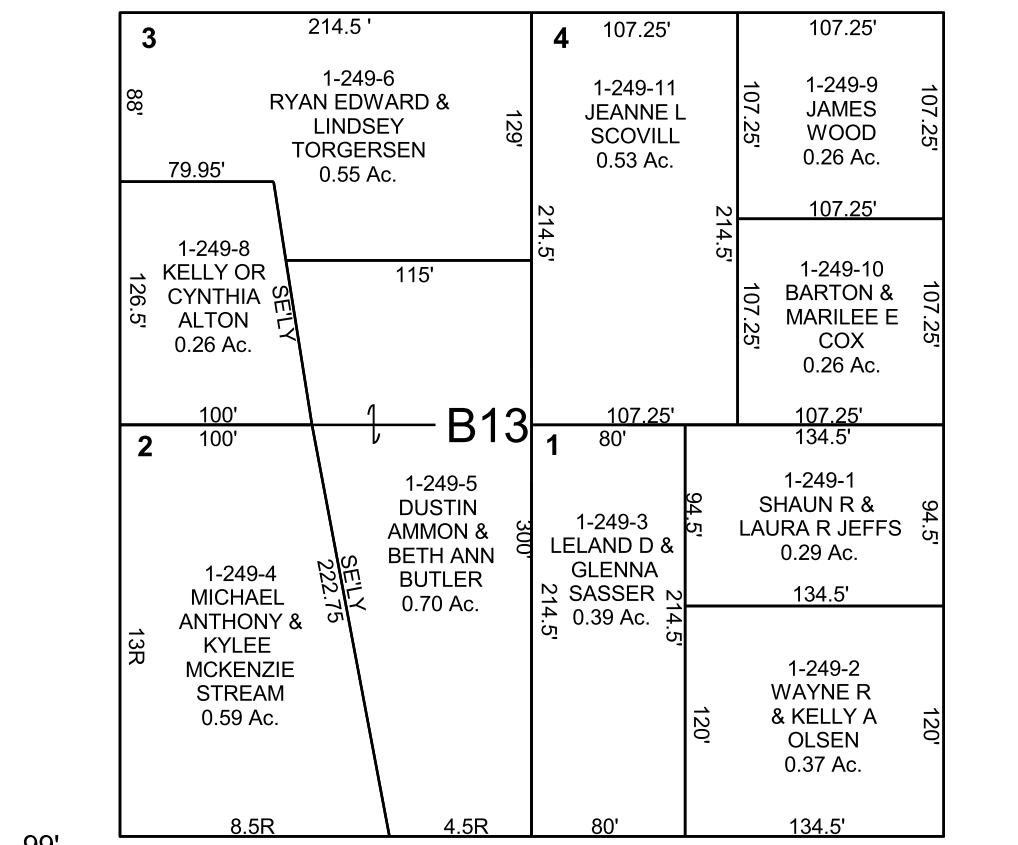 3
214.5 '
88'
1-249-6
RYAN EDWARD &
LINDSEY
TORGERSEN
0.55 Ac.
129'
79.95'
1-249-8
KELLY OR
CYNTHIA
ALTON
0.26 Ac.
126.5'
SE'LY
115'
100'
4
107.25'
1-249-11
JEANNE L
SCOVILL
0.53 Ac.
214.5'
214.5'
107.25'
107.25'
1-249-9
JAMES
WOOD
0.26 Ac.
107.25'
107.25'
107.25'
1-249-10
BARTON &
MARILEE E
COX
0.26 Ac.
107.25'
107.25'
107.25'
B13
2
100'
1-249-4
MICHAEL
ANTHONY &
KYLEE
MCKENZIE
STREAM
0.59 Ac.
13R
8.5R
SE'LY
222.75
1-249-5
DUSTIN
AMMON &
BETH ANN
BUTLER
0.70 Ac.
300'
4.5R
1
80'
1-249-3
LELAND D &
GLENNA
SASSER
0.39 Ac.
214.5'
214.5'
80'
134.5'
94.5'
1-249-1
SHAUN R &
LAURA R JEFFS
0.29 Ac.
94.5'
134.5'
1-249-2
WAYNE R
& KELLY A
OLSEN
0.37 Ac.
120'
120'
134.5'